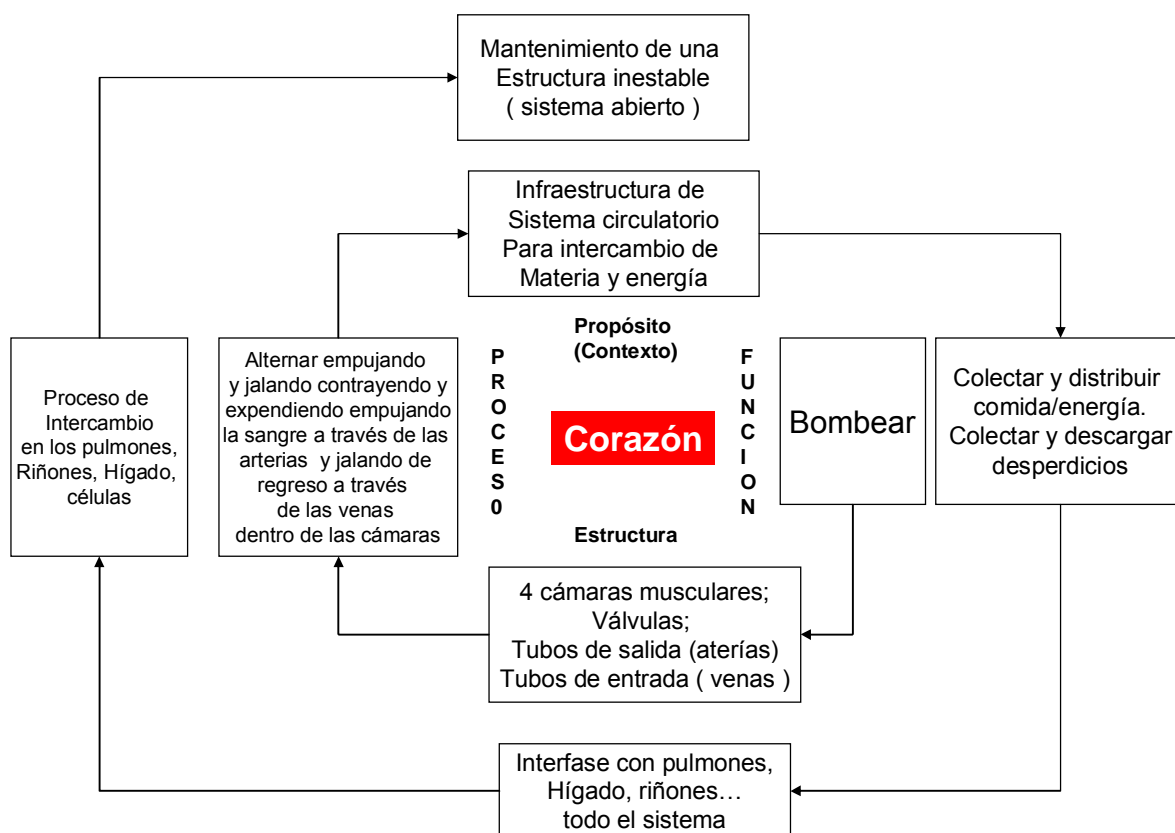 Mantenimiento de una
Estructura inestable
( sistema abierto )
Infraestructura de
Sistema circulatorio
Para intercambio de
Materia y energía
Proceso de
Intercambio
en los pulmones,
Riñones, Hígado,
células
Alternar empujando
y jalando contrayendo y
expendiendo empujando
la sangre a través de las
arterias y jalando de
regreso a través
de las venas
dentro de las cámaras
PROCES0
Propósito
(Contexto)
Corazón
Estructura
FUNCION
Bombear
Colectar y distribuir
comida/energía.
Colectar y descargar
desperdicios
4 cámaras musculares;
Válvulas;
Tubos de salida (aterías)
Tubos de entrada ( venas )
Interfase con pulmones,
Hígado, riñones…
todo el sistema